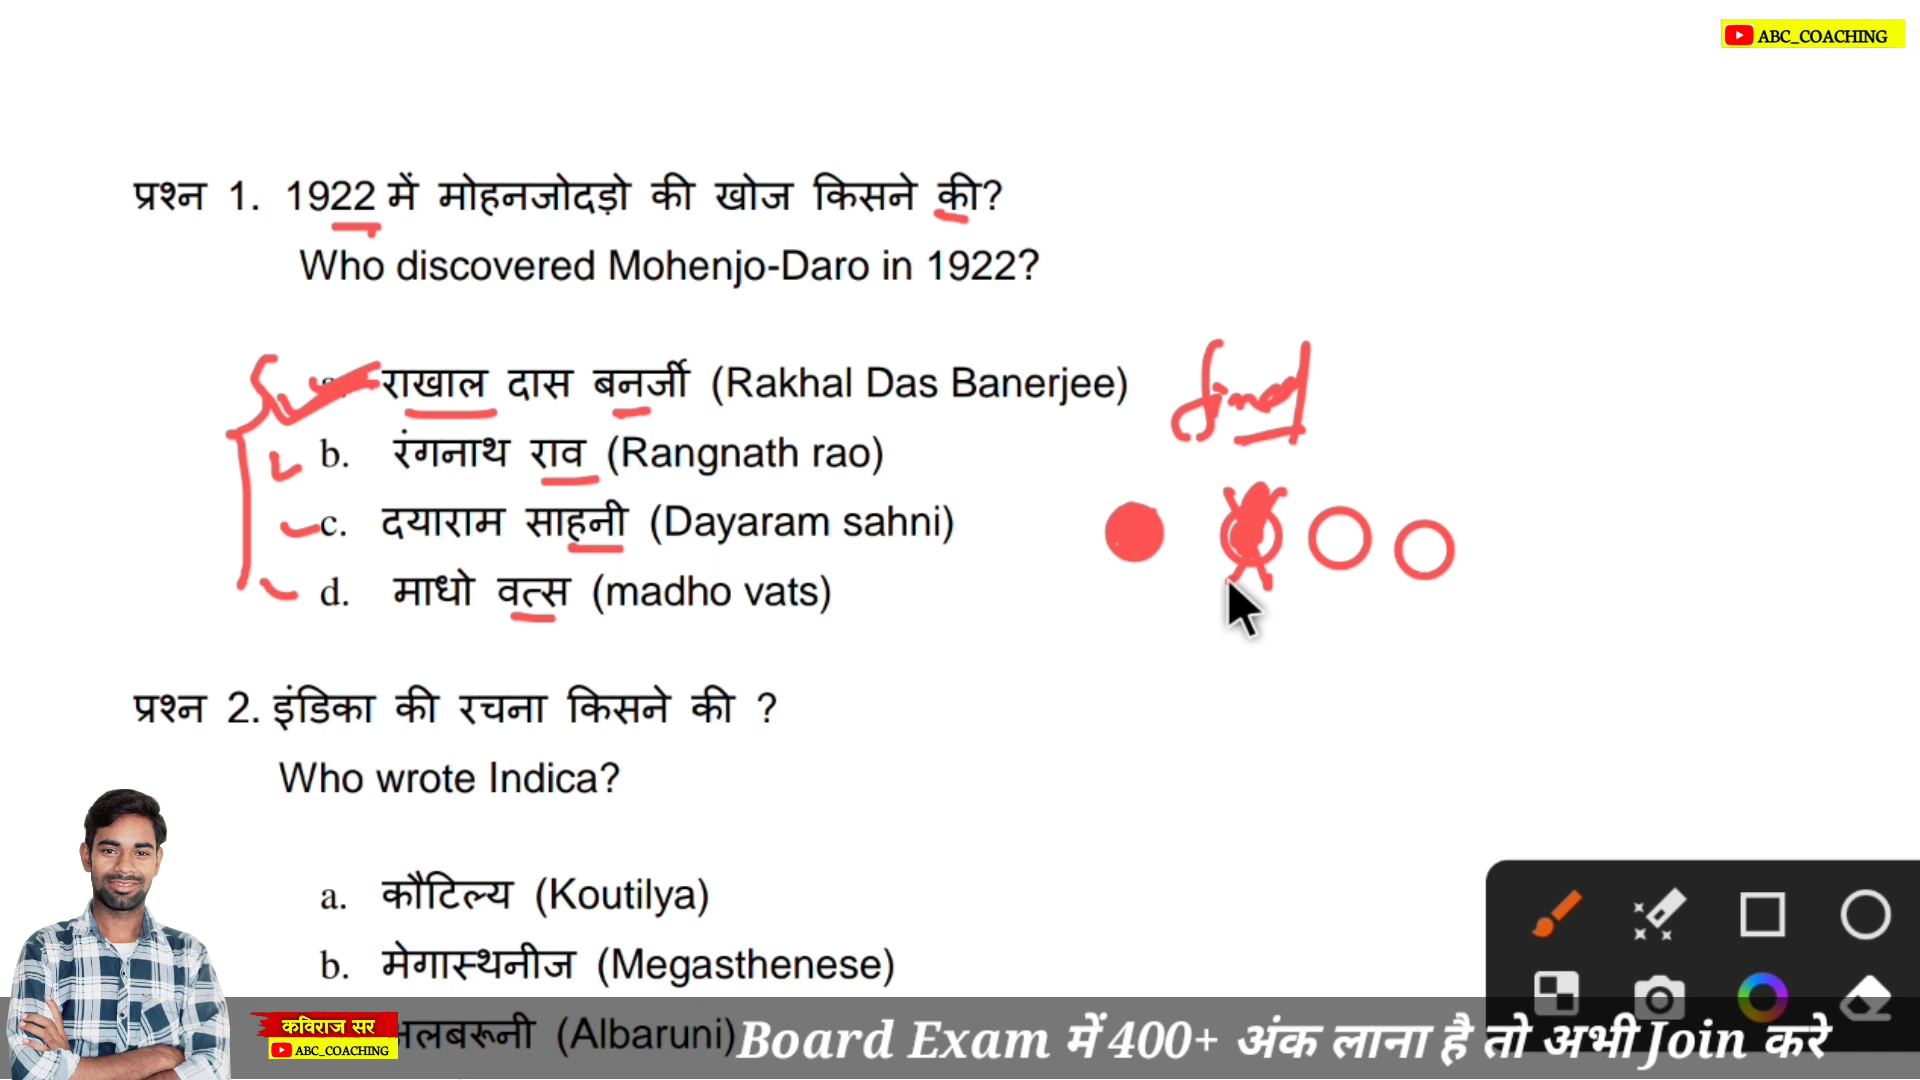 ABC_COACHING
प्रश्न 1. 1922 में मोहनजोदड़ो की खोज किसने की?
Who discovered Mohenjo-Daro in 1922?
राखाल दास बनर्जी (Rakhal Das Banerjee)
final
b. रंगनाथ राव (Rangnath rao)
c. दयाराम साहनी (Dayaram sahni)
d. माधो वत्स (madho vats)
प्रश्न 2. इंडिका की रचना किसने की ?
Who wrote Indica?
a. कौटिल्य (Koutilya)
b. मेगास्थनीज (Megasthenese)
अलबरूनी (Albaruni)
कविराज सर
ABC_COACHING
Board Exam में 400+ अंक लाना है तो अभी Join करे